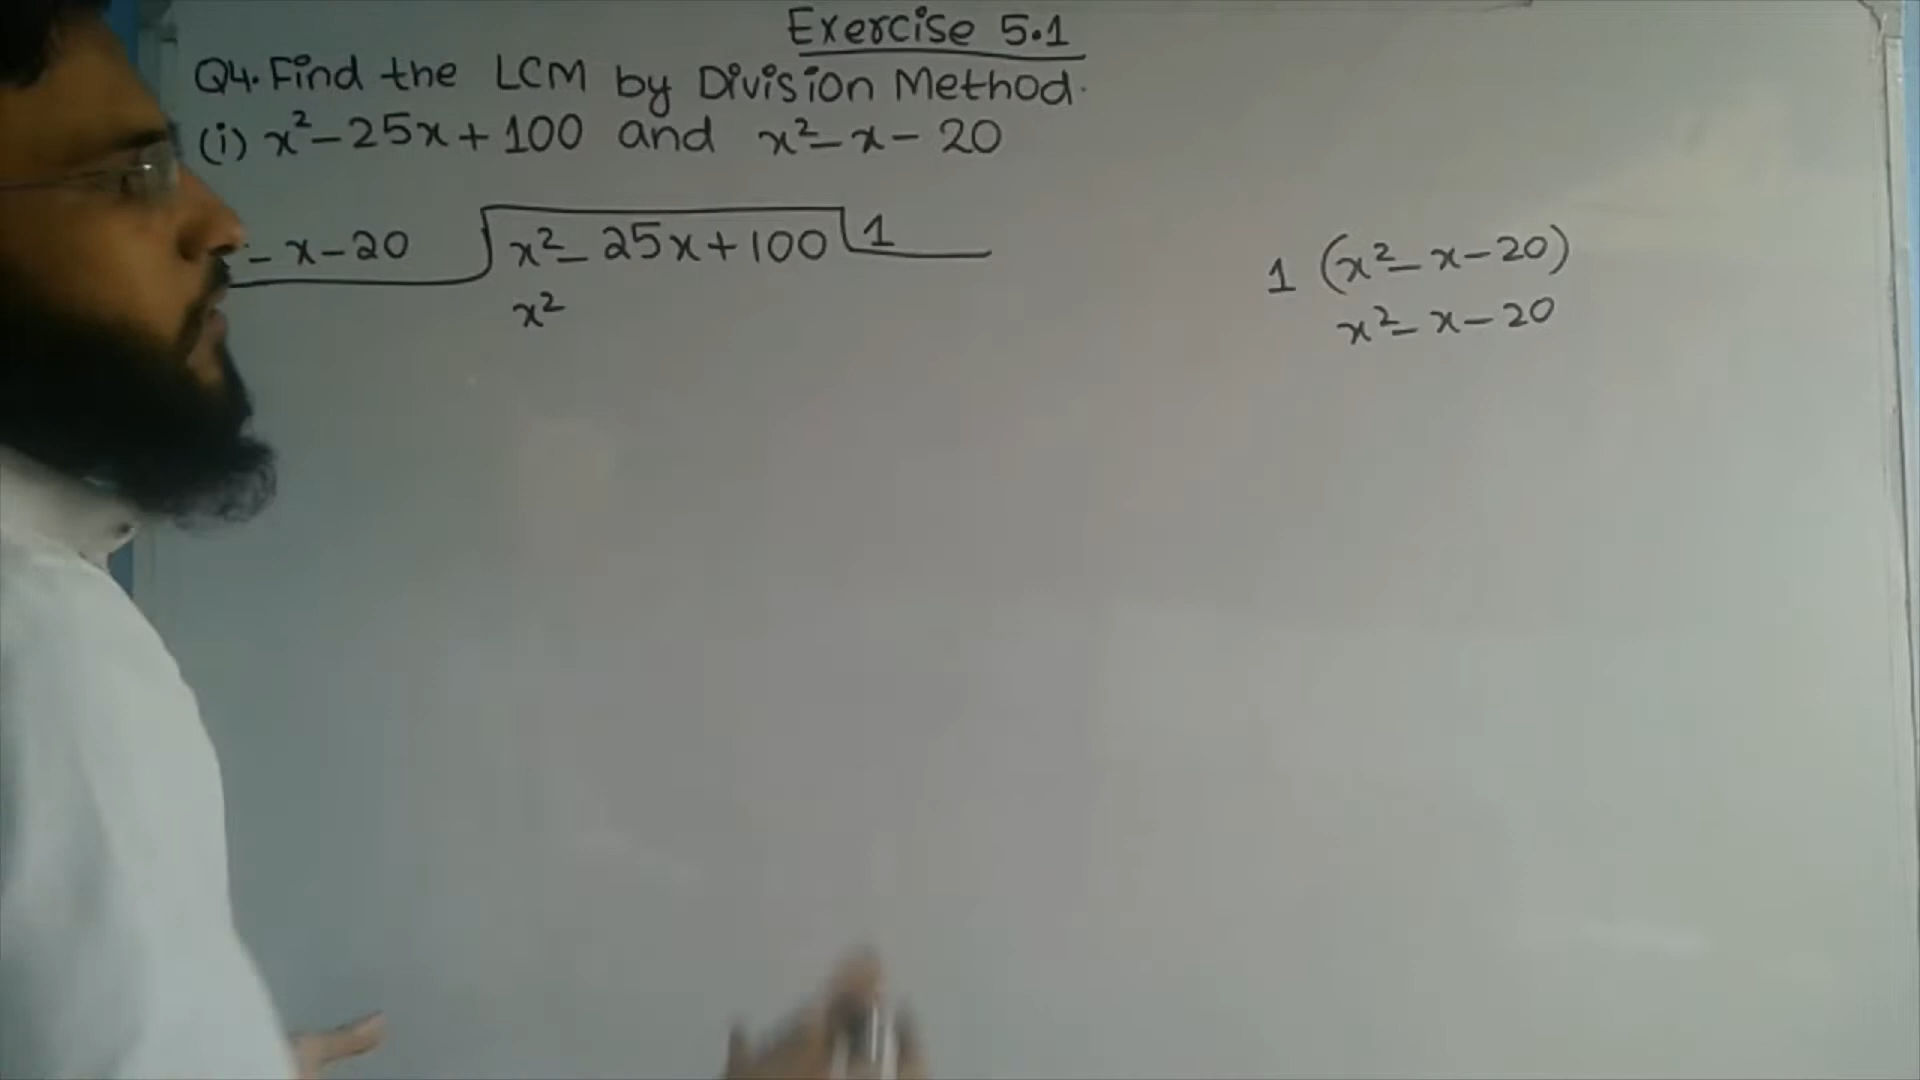 Exercise 5.1
Q4. Find the LCM by Division Method.
(i) x² - 25x + 100 and x² - x - 20
- x - 20 x² - 25x + 100 1
x²
1 (x² - x - 20)
x² - x - 20